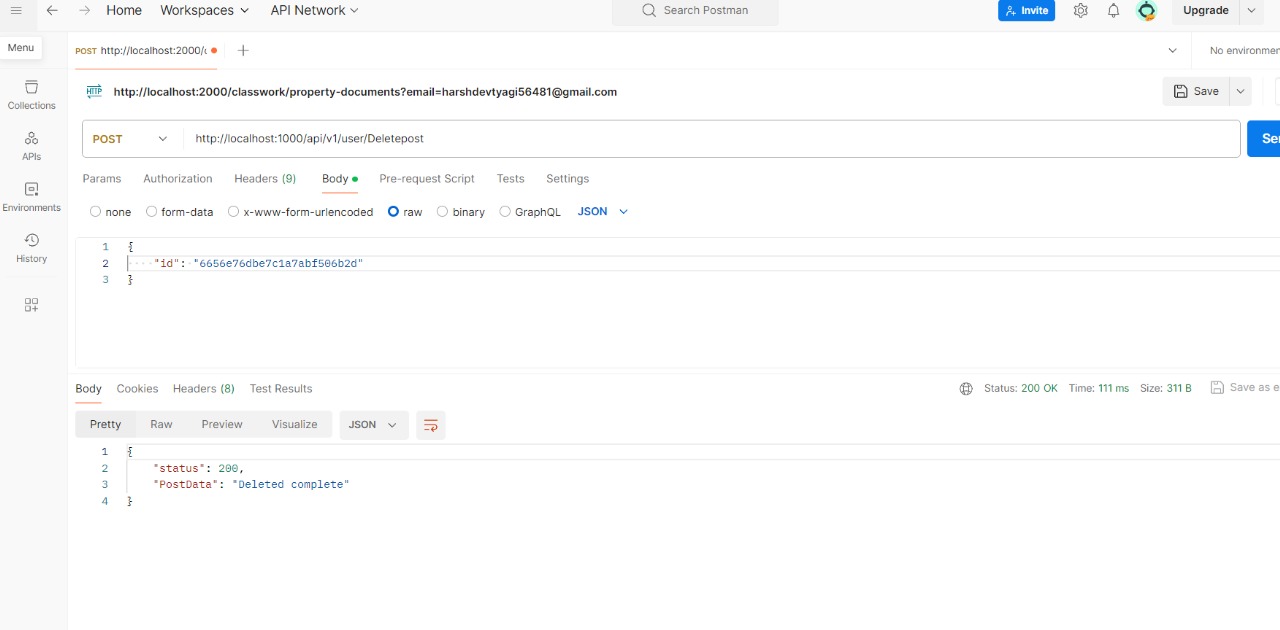 Home Workspaces API Network Search Postman Invite Upgrade
Menu
POST http://localhost:2000/ No environmen
http://localhost:2000/classwork/property-documents?email=harshdevtyagi56481@gmail.com Save
Collections
POST http://localhost:1000/api/v1/user/Deletepost Se
APIs
Params Authorization Headers (9) Body Pre-request Script Tests Settings
Environments
none form-data x-www-form-urlencoded raw binary GraphQL JSON
History
1 {
2 "id": "6656e76dbe7c1a7abf506b2d"
3 }
Body Cookies Headers (8) Test Results Status: 200 OK Time: 111 ms Size: 311 B Save as e
Pretty Raw Preview Visualize JSON
1 {
2 "status": 200,
3 "PostData": "Deleted complete"
4 }